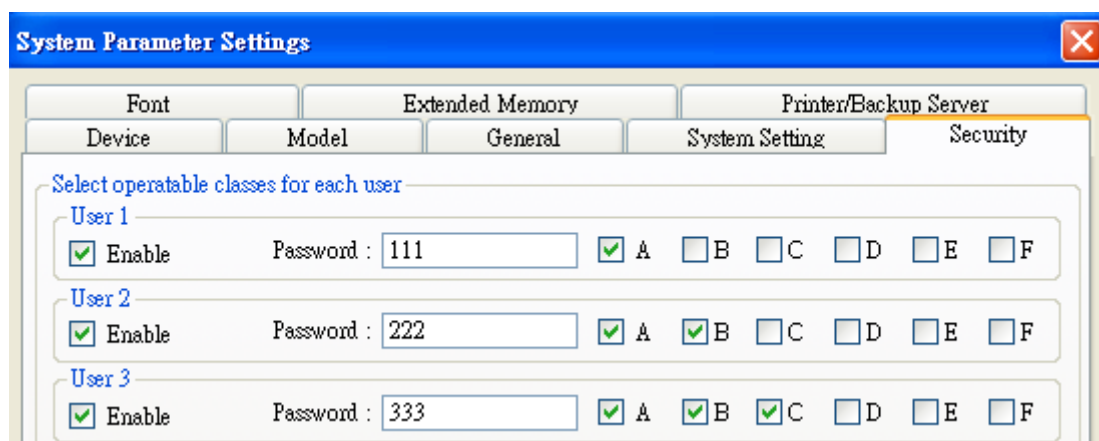 System Parameter Settings
Font Extended Memory Printer/Backup Server
Device Model General System Setting Security
Select operatable classes for each user
User 1
Enable Password : 111 A B C D E F
User 2
Enable Password : 222 A B C D E F
User 3
Enable Password : 333 A B C D E F